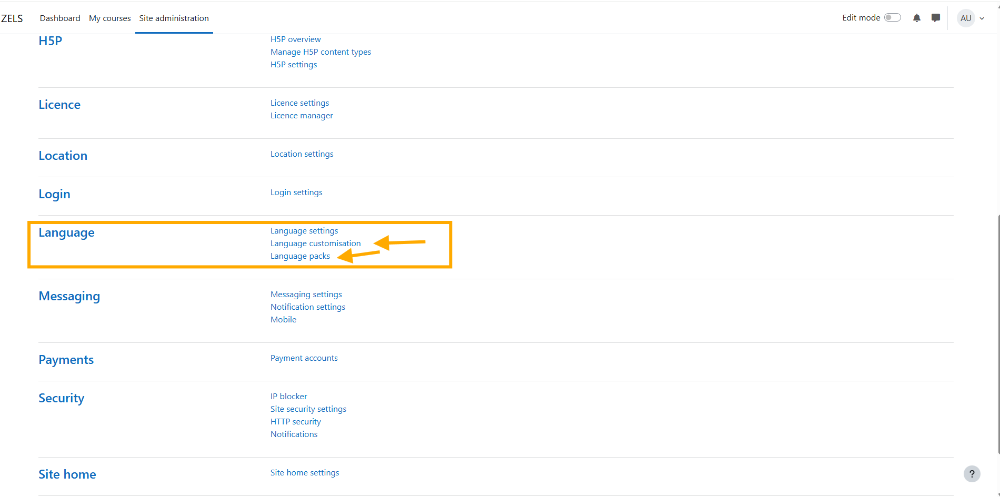 ZELS Dashboard My courses Site administration Edit mode AU
H5P
H5P overview
Manage H5P content types
H5P settings
Licence
Licence settings
Licence manager
Location
Location settings
Login
Login settings
Language
Language settings
Language customisation
Language packs
Messaging
Messaging settings
Notification settings
Mobile
Payments
Payment accounts
Security
IP blocker
Site security settings
HTTP security
Notifications
Site home
Site home settings
?